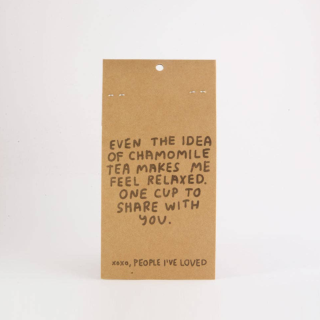 EVEN THE IDEA
OF CHAMOMILE
TEA MAKES ME
FEEL RELAXED.
ONE CUP TO
SHARE WITH
YOU.
xoxo, PEOPLE I'VE LOVED